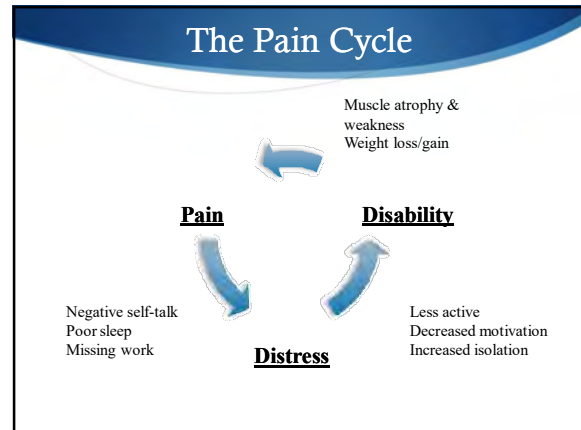 The Pain Cycle
Muscle atrophy &
weakness
Weight loss/gain
Pain
Disability
Negative self-talk
Poor sleep
Missing work
Less active
Decreased motivation
Increased isolation
Distress